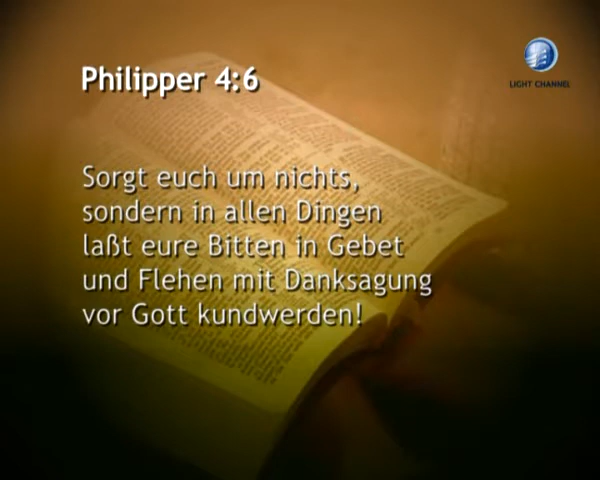 Philipper 4:6
LIGHT CHANNEL
Sorgt euch um nichts,
sondern in allen Dingen
laßt eure Bitten in Gebet
und Flehen mit Danksagung
vor Gott kundwerden!